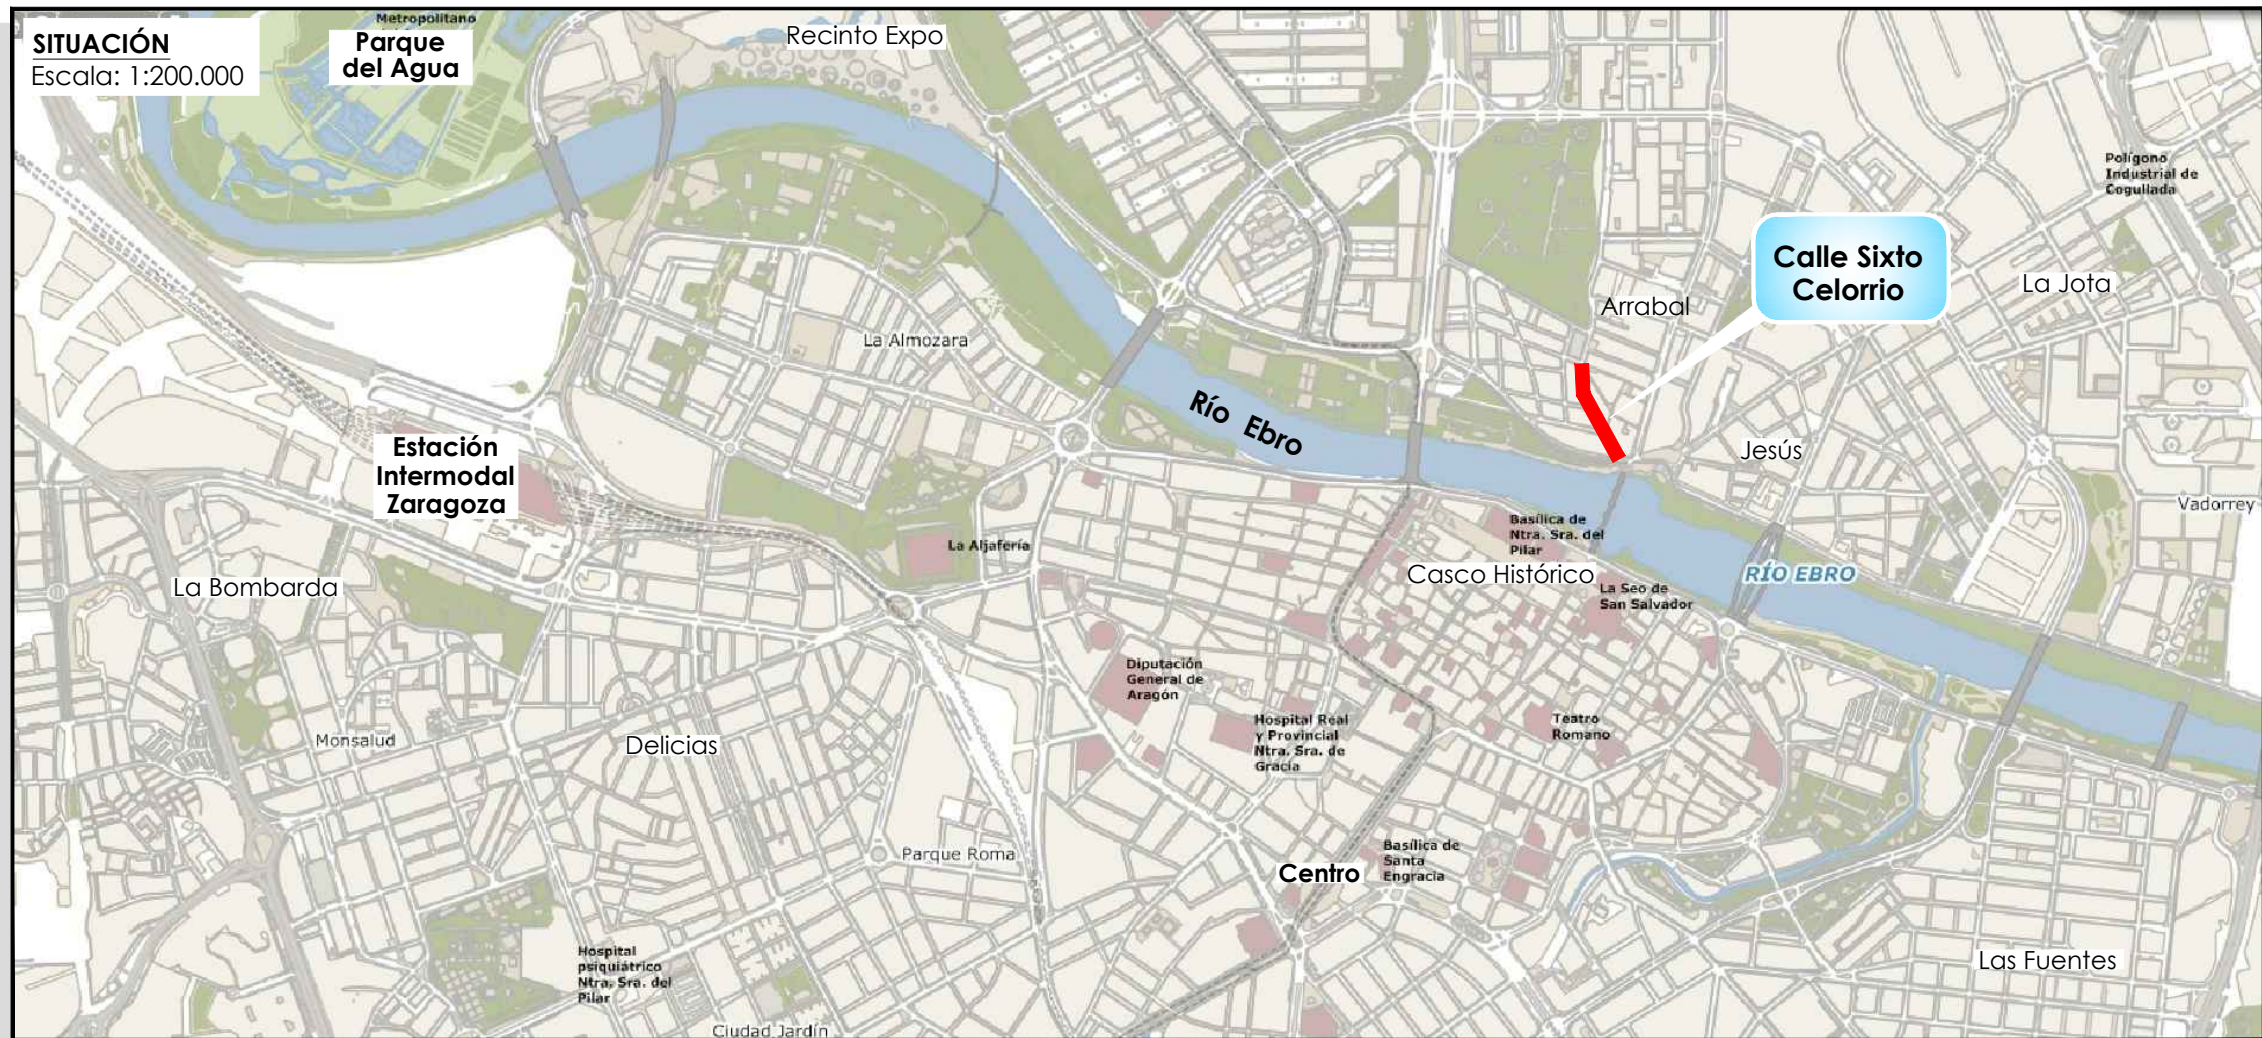 SITUACIÓN
Escala: 1:200.000
Metropolitano
Parque
del Agua
Recinto Expo
Polígono
Industrial de
Cogullada
Calle Sixto
Celorrio
La Jota
Arrabal
La Almozara
Río Ebro
Estación
Intermodal
Zaragoza
Jesús
Vadorrey
Basílica de
Ntra. Sra. del
Pilar
La Aljafería
Casco Histórico
RÍO EBRO
La Bombarda
La Seo de
San Salvador
Diputación
General de
Aragón
Hospital Real
y Provincial
Ntra. Sra. de
Gracia
Teatro
Romano
Monsalud
Delicias
Parque Roma
Basílica de
Santa
Engracia
Centro
Hospital
psiquiátrico
Ntra. Sra. del
Pilar
Las Fuentes
Ciudad Jardín